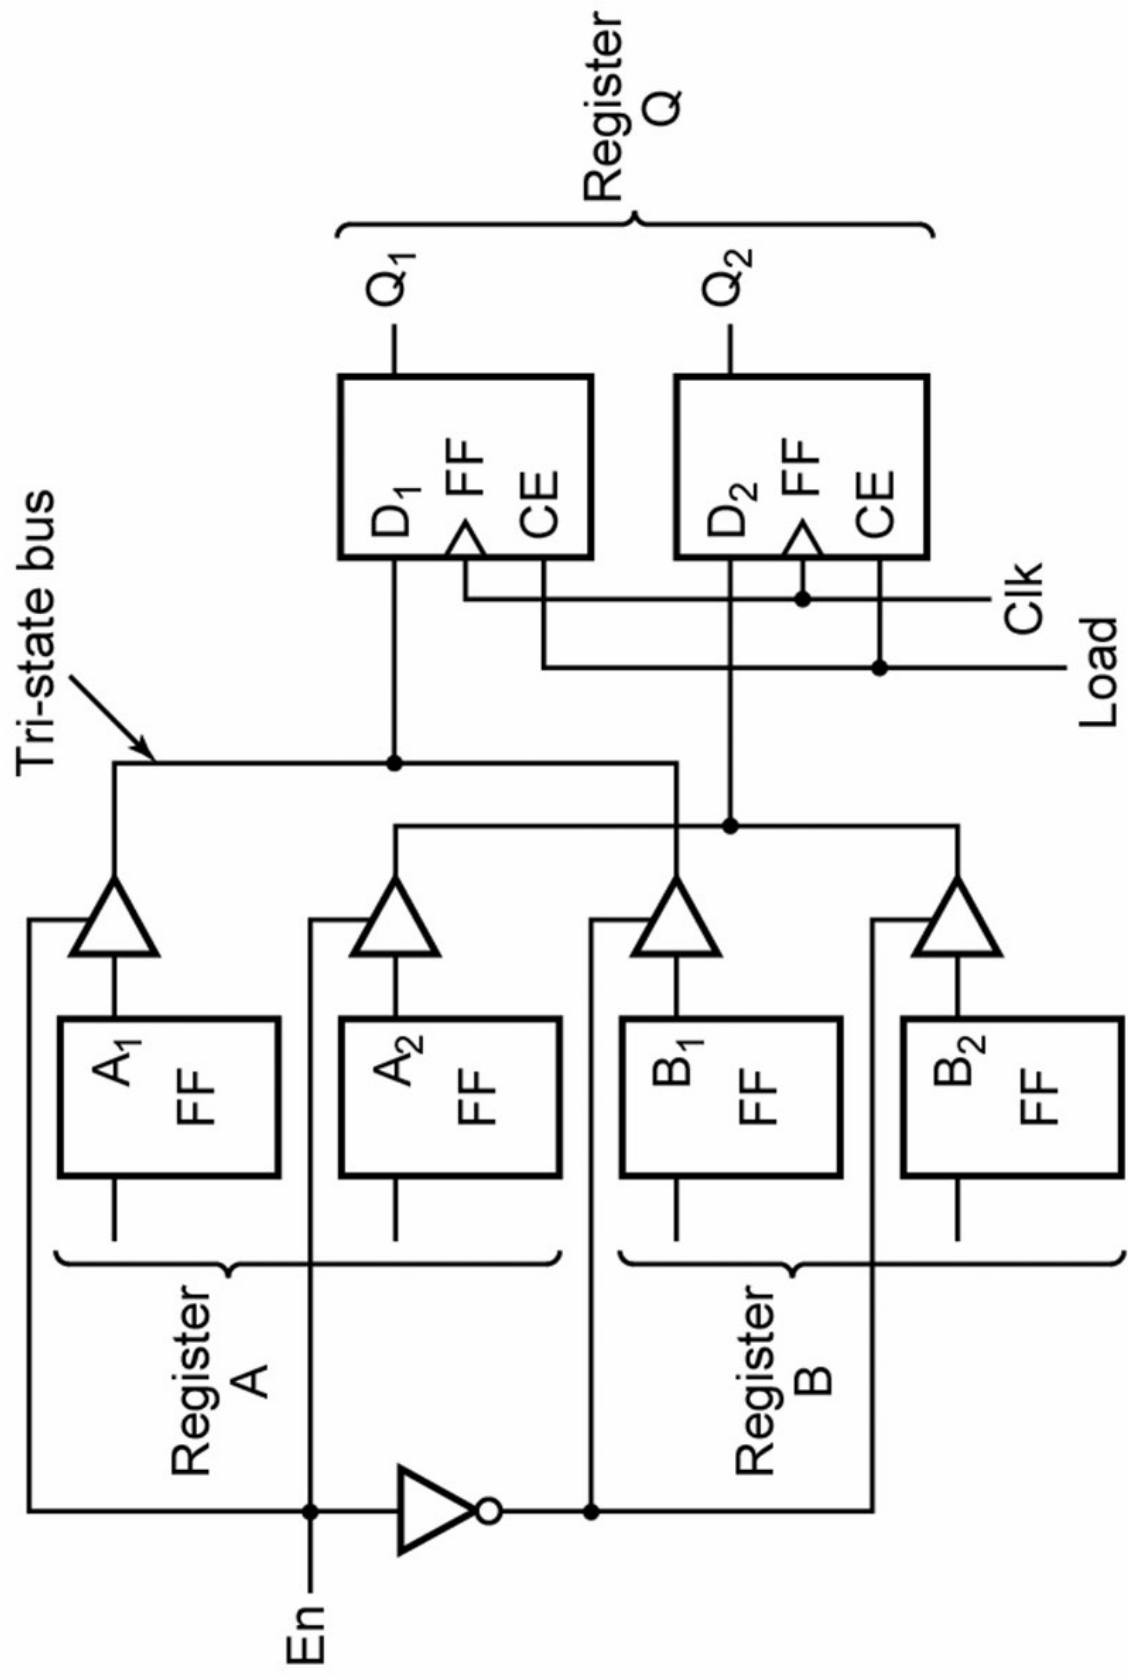 Tri-state bus
En
Register
A
A1
FF
A2
FF
Register
B
B1
FF
B2
FF
D1
FF
CE
Q1
D2
FF
CE
Q2
Register
Q
Clk
Load